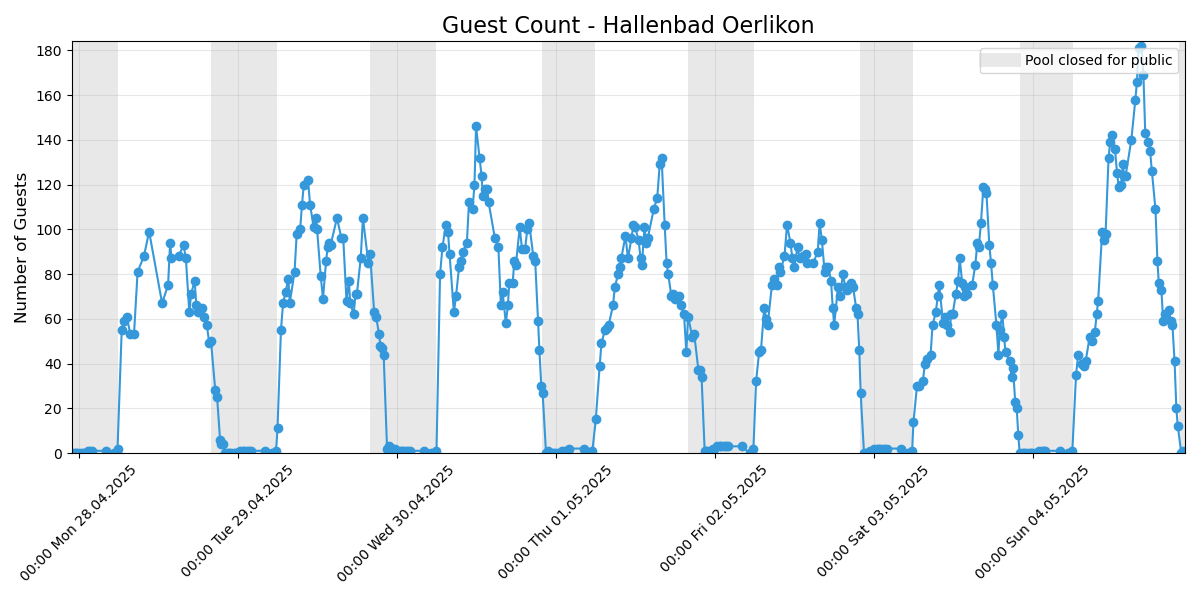 Guest Count - Hallenbad Oerlikon
Pool closed for public
Number of Guests
180
160
140
120
100
80
60
40
20
0
00:00 Mon 28.04.2025
00:00 Tue 29.04.2025
00:00 Wed 30.04.2025
00:00 Thu 01.05.2025
00:00 Fri 02.05.2025
00:00 Sat 03.05.2025
00:00 Sun 04.05.2025